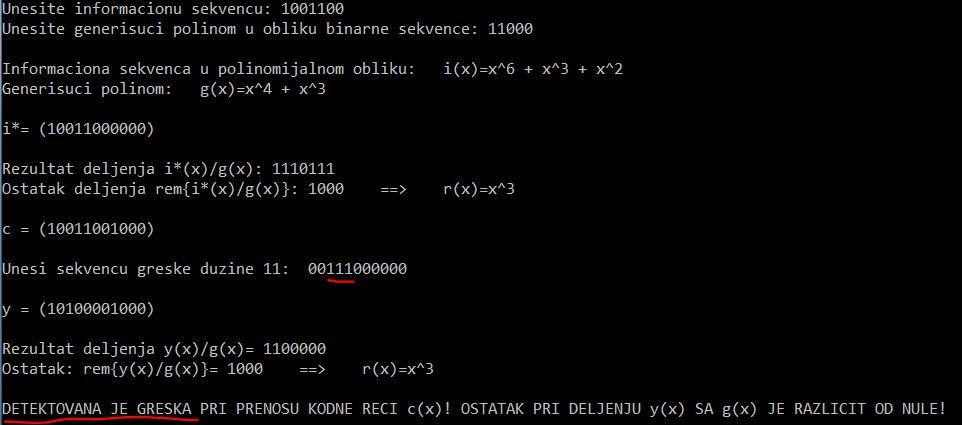 Unesite informacionu sekvencu: 1001100
Unesite generisuci polinom u obliku binarne sekvence: 11000
Informaciona sekvenca u polinomijalnom obliku:   i(x)=x^6 + x^3 + x^2
Generisuci polinom:   g(x)=x^4 + x^3
i*= (10011000000)
Rezultat deljenja i*(x)/g(x): 1110111
Ostatak deljenja rem{i*(x)/g(x)}: 1000    ==>     r(x)=x^3
c = (10011001000)
Unesi sekvencu greske duzine 11:  00111000000
y = (10100001000)
Rezultat deljenja y(x)/g(x)= 1100000
Ostatak: rem{y(x)/g(x)}= 1000    ==>     r(x)=x^3
DETEKTOVANA JE GRESKA PRI PRENOSU KODNE RECI c(x)! OSTATAK PRI DELJENJU y(x) SA g(x) JE RAZLICIT OD NULE!